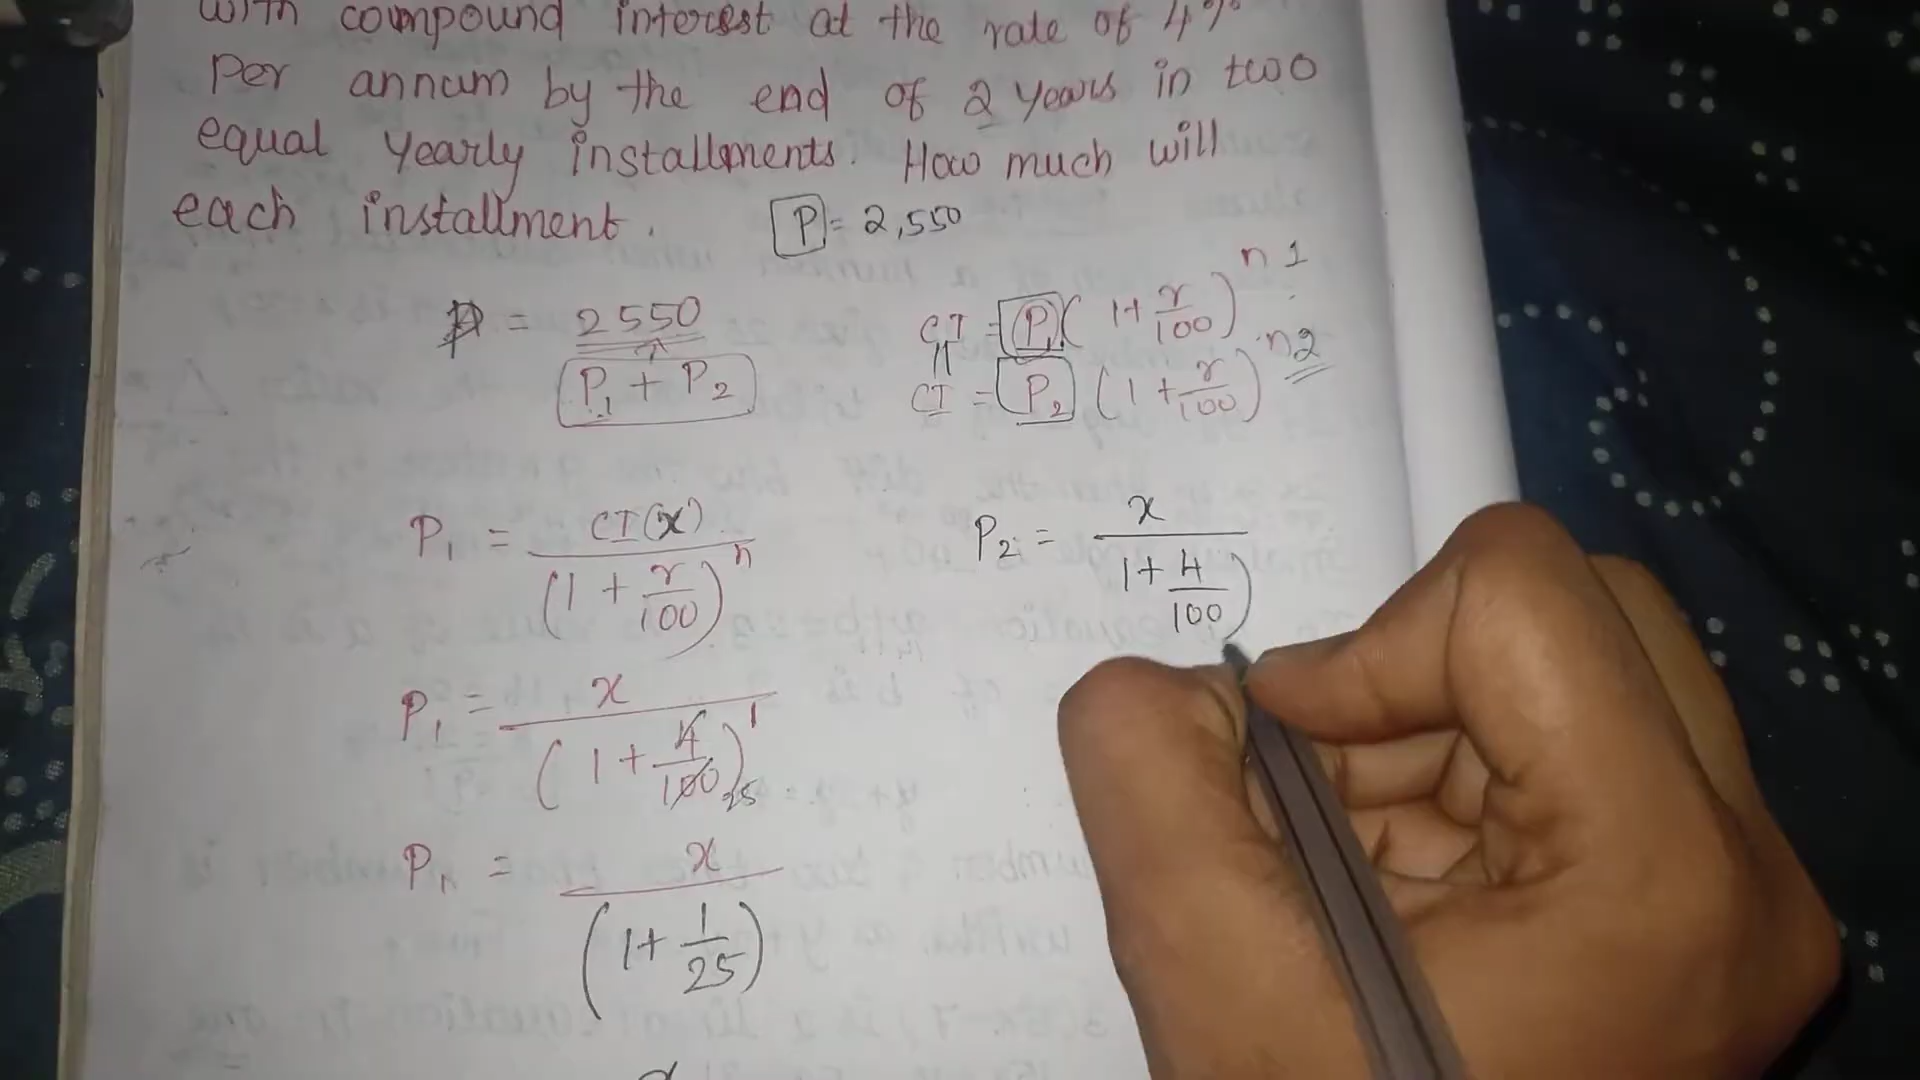 with compound interest at the rate of 4%
Per annum by the end of 2 years in two
equal yearly installments. How much will
each installment. P = 2,550
= 2550
P1 + P2
CI = P1 ( 1+ r/100 )^n 1
CI = P2 ( 1 + r/100 )^n2
P1 = CI(x) / (1 + r/100)^n
P2 = x / 1+ 4/100 )
P1 = x / ( 1 + 4/100 )^1 25
P1 = x / ( 1+ 1/25 )